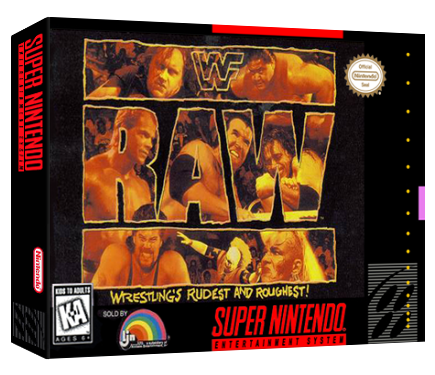 SUPER NINTENDO
Nintendo
WF
RAW
Official
Nintendo
Seal
WRESTLING'S RUDEST AND ROUGHEST!
KIDS TO ADULTS
K-A
AGES 6+
SOLD BY
LJN
SUPER NINTENDO
ENTERTAINMENT SYSTEM